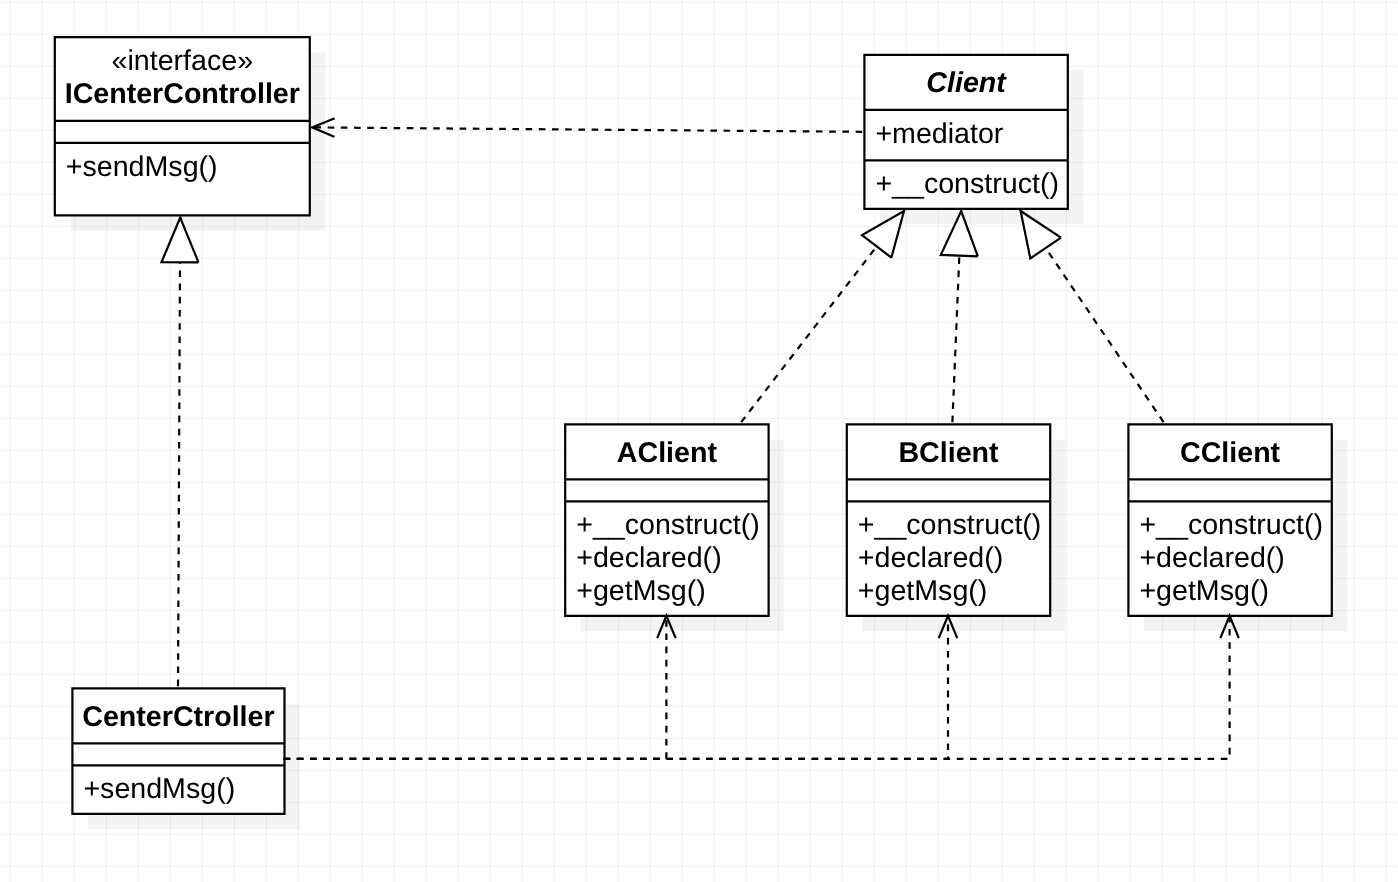 «interface»
ICenterController
+sendMsg()
Client
+mediator
+__construct()
AClient
+__construct()
+declared()
+getMsg()
BClient
+__construct()
+declared()
+getMsg()
CClient
+__construct()
+declared()
+getMsg()
CenterCtroller
+sendMsg()